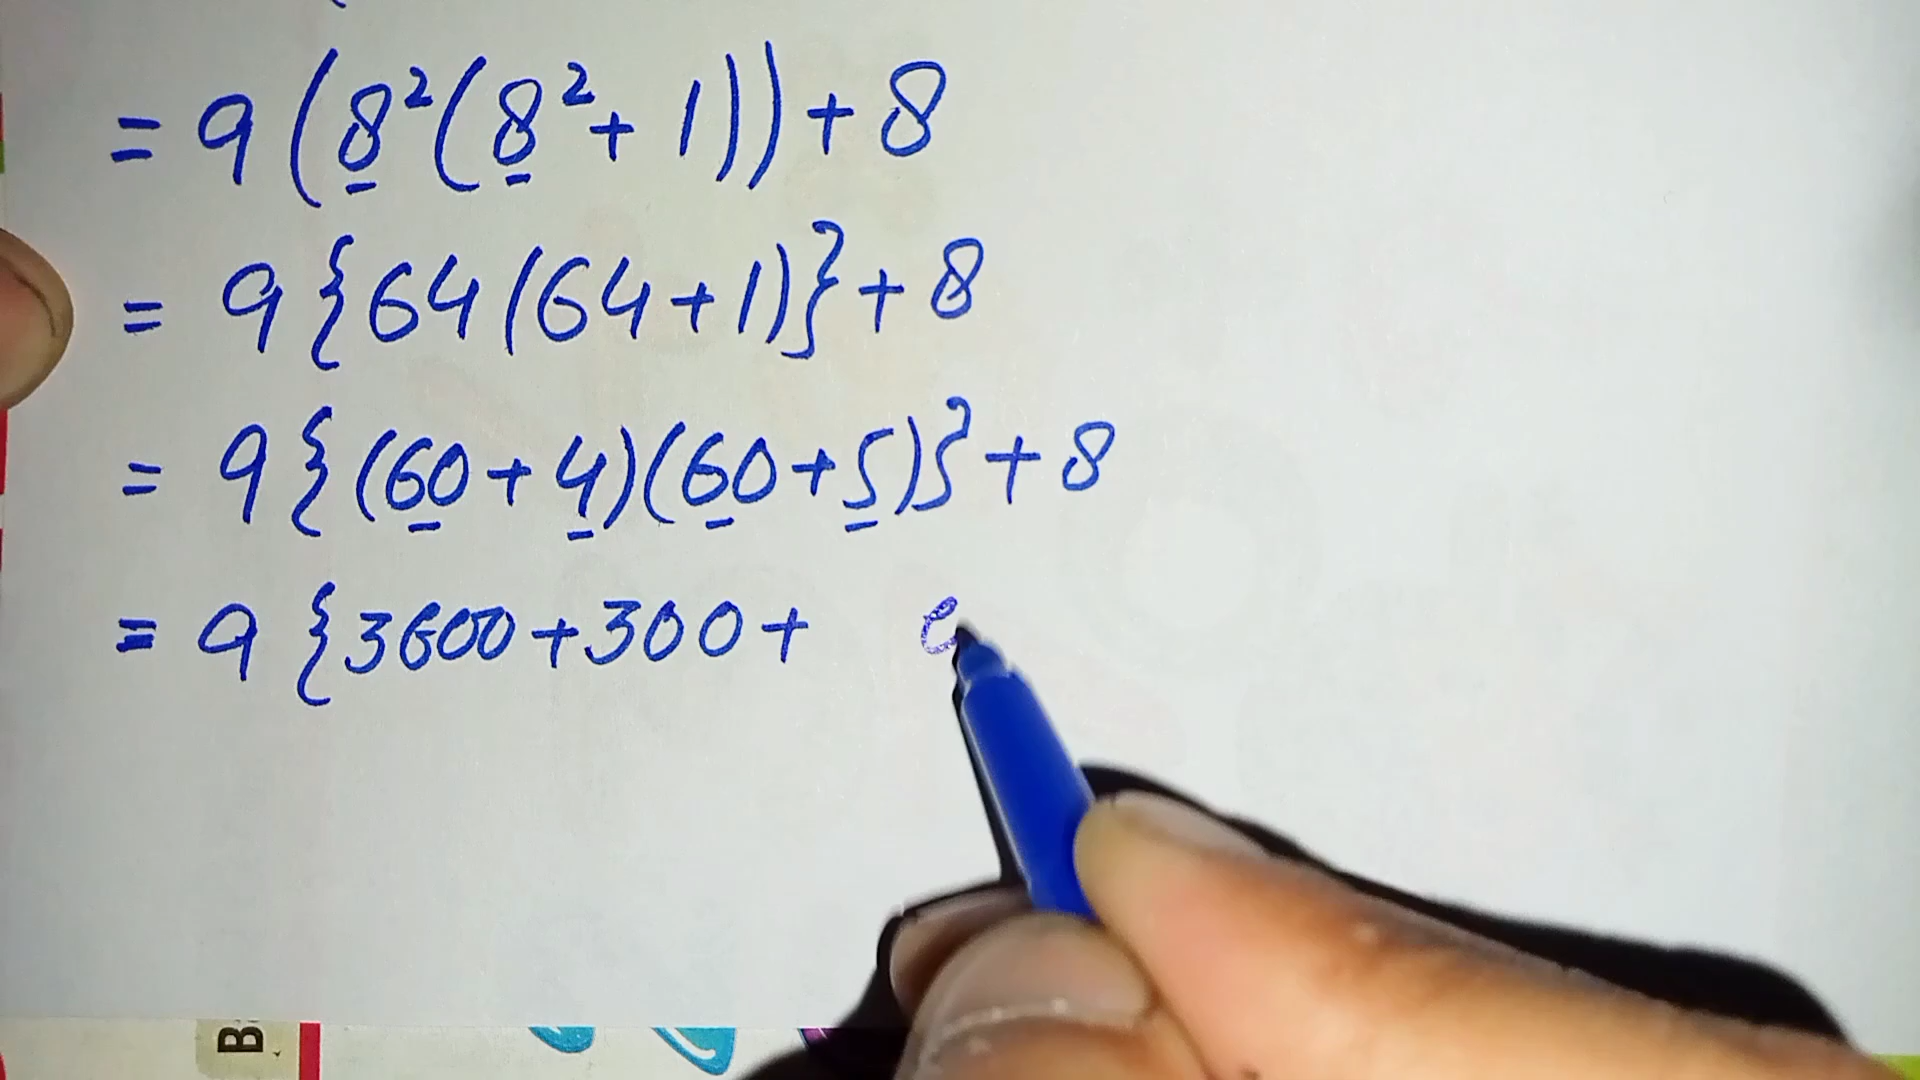 = 9 (8²(8² + 1)) + 8
= 9 {64 (64 + 1)} + 8
= 9 {(60 + 4)(60 + 5)} + 8
= 9 {3600 + 300 +
B